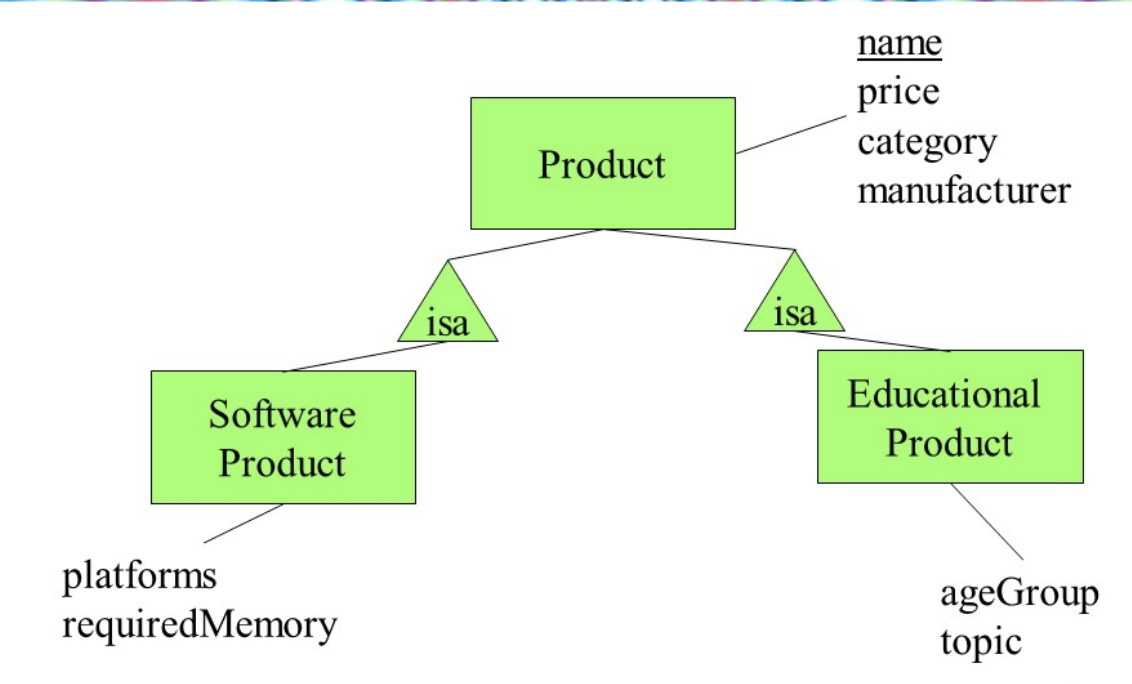 name
price
category
manufacturer
Product
isa
isa
Software
Product
Educational
Product
platforms
requiredMemory
ageGroup
topic